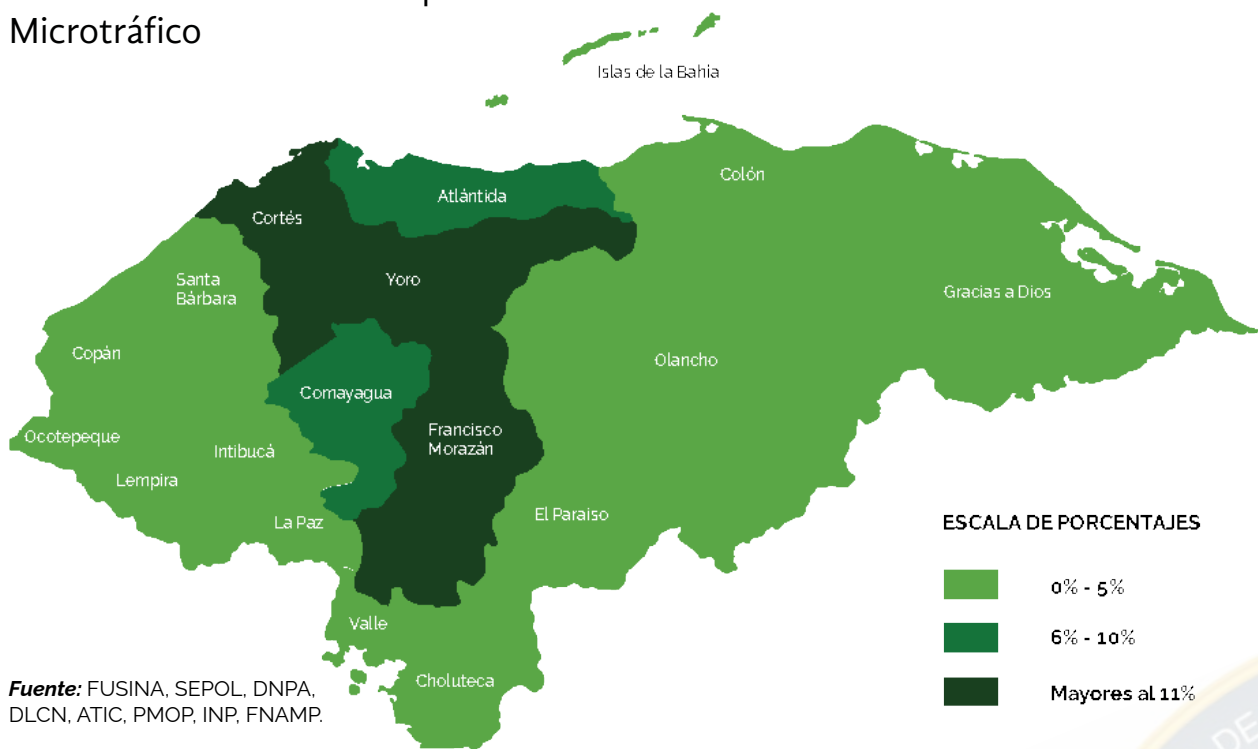 Microtráfico
Islas de la Bahía
Colón
Atlántida
Cortés
Yoro
Santa
Bárbara
Gracias a Dios
Copán
Olancho
Comayagua
Ocotepeque
Intibucá
Francisco
Morazán
Lempira
La Paz
El Paraiso
Valle
Choluteca
ESCALA DE PORCENTAJES
0% - 5%
6% - 10%
Mayores al 11%
Fuente: FUSINA, SEPOL, DNPA,
DLCN, ATIC, PMOP, INP, FNAMP.
DE